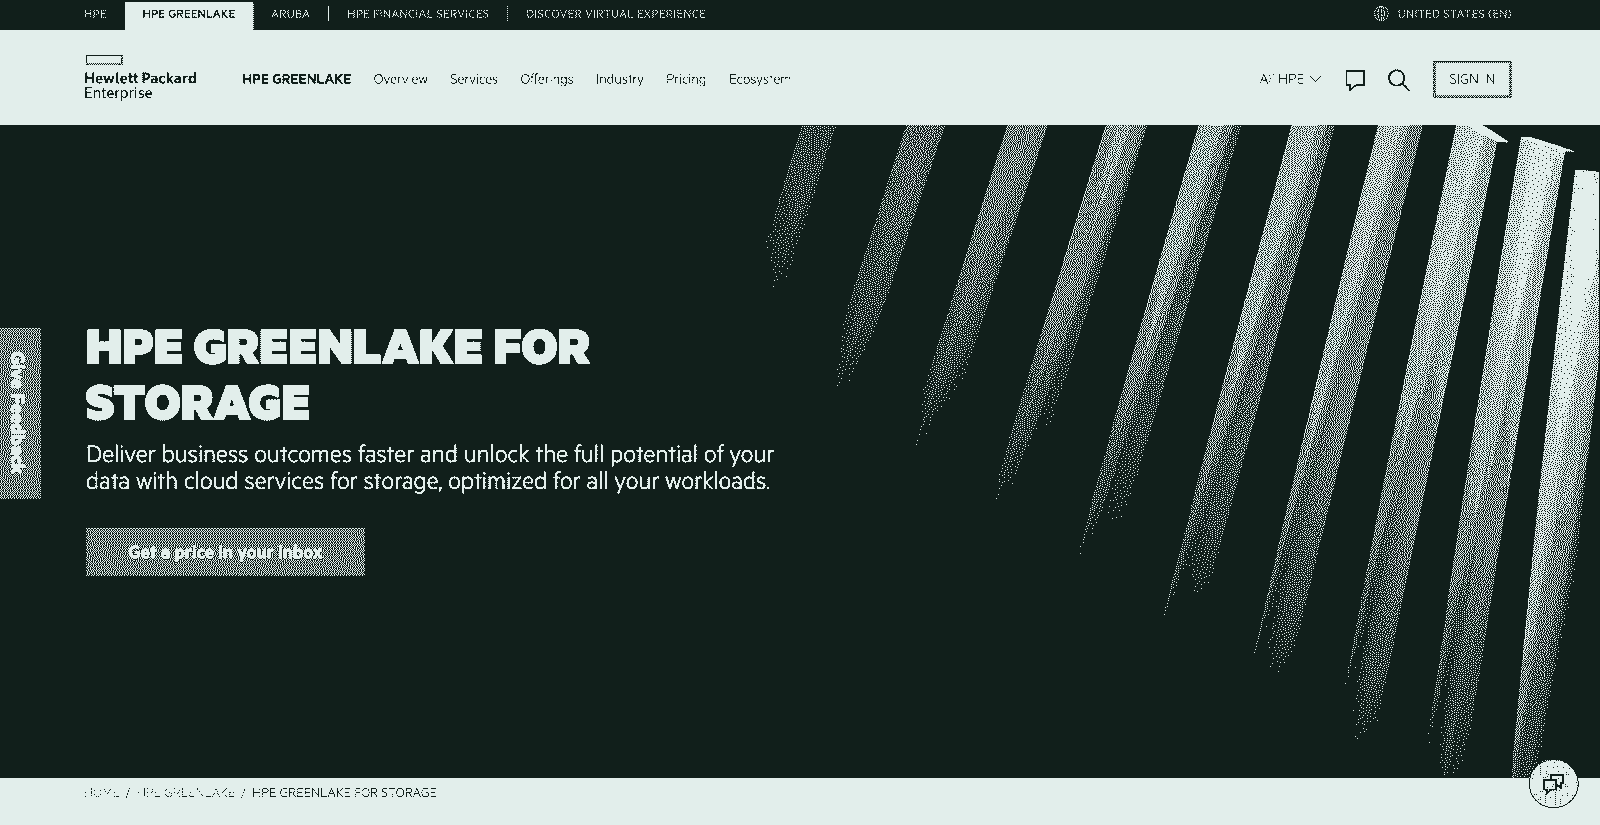 HPE
HPE GREENLAKE
ARUBA
HPE FINANCIAL SERVICES
DISCOVER VIRTUAL EXPERIENCE
UNITED STATES (EN)
Hewlett Packard
Enterprise
HPE GREENLAKE
Overview
Services
Offerings
Industry
Pricing
Ecosystem
All HPE
SIGN IN
HPE GREENLAKE FOR
STORAGE
Deliver business outcomes faster and unlock the full potential of your
data with cloud services for storage, optimized for all your workloads.
Give Feedback
Get a price in your inbox
HOME / HPE GREENLAKE / HPE GREENLAKE FOR STORAGE